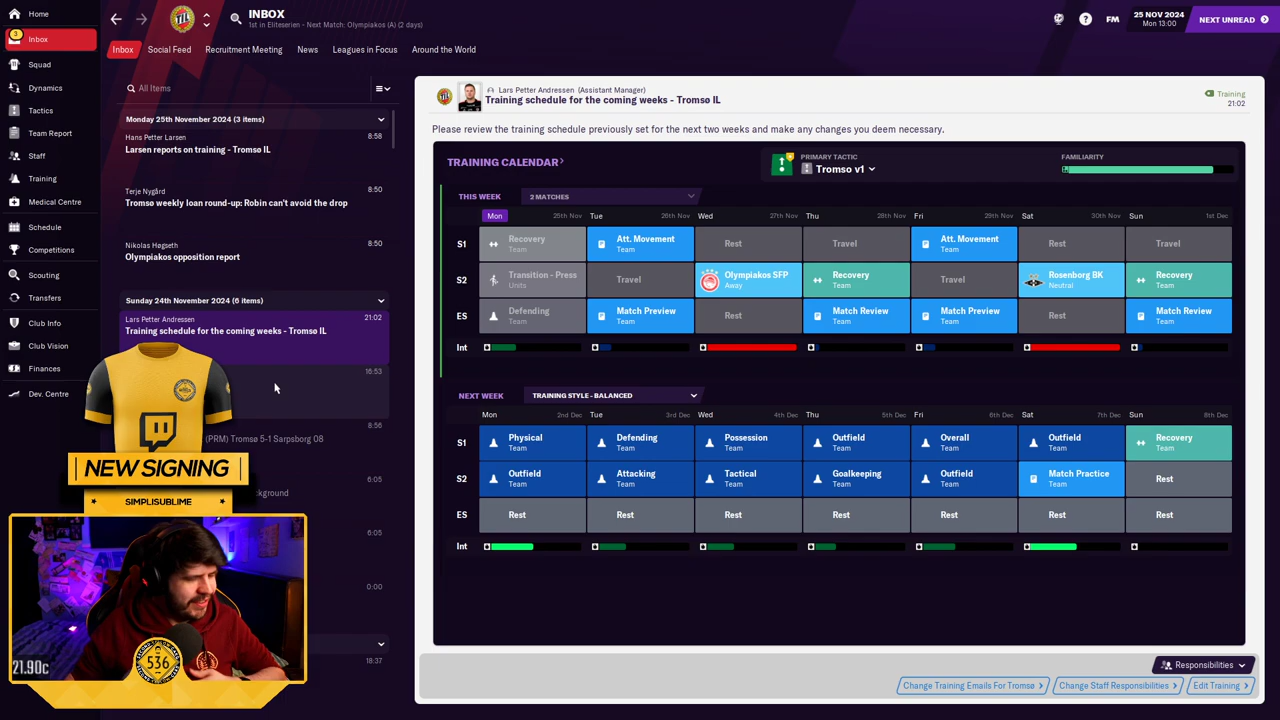 Home
INBOX
1st in Eliteserien - Next Match: Olympiakos (A) (2 days)
FM
25 NOV 2024
Mon 13:00
NEXT UNREAD
3
Inbox
Squad
Dynamics
Tactics
Team Report
Staff
Training
Medical Centre
Schedule
Competitions
Scouting
Transfers
Club Info
Club Vision
Finances
Dev. Centre
Inbox Social Feed Recruitment Meeting News Leagues in Focus Around the World
All Items
Monday 25th November 2024 (3 items)
Hans Petter Larsen 8:58
Larsen reports on training - Tromsø IL
Terje Nygård 8:50
Tromsø weekly loan round-up: Robin can't avoid the drop
Nikolas Høgseth 8:50
Olympiakos opposition report
Sunday 24th November 2024 (6 items)
Lars Petter Andressen 21:02
Training schedule for the coming weeks - Tromsø IL
16:53
8:56
(PRM) Tromsø 5-1 Sarpsborg 08
6:05
6:05
0:00
18:37
Lars Petter Andressen (Assistant Manager)
Training schedule for the coming weeks - Tromsø IL
Training
21:02
Please review the training schedule previously set for the next two weeks and make any changes you deem necessary.
TRAINING CALENDAR
PRIMARY TACTIC
Tromso v1
FAMILIARITY
THIS WEEK 2 MATCHES
Mon 25th Nov Tue 26th Nov Wed 27th Nov Thu 28th Nov Fri 29th Nov Sat 30th Nov Sun 1st Dec
S1 Recovery Team Att. Movement Team Rest Travel Att. Movement Team Rest Travel
S2 Transition - Press Units Travel Olympiakos SFP Away Recovery Team Travel Rosenborg BK Neutral Recovery Team
ES Defending Team Match Preview Team Rest Match Review Team Match Preview Team Rest Match Review Team
Int
NEXT WEEK TRAINING STYLE - BALANCED
Mon 2nd Dec Tue 3rd Dec Wed 4th Dec Thu 5th Dec Fri 6th Dec Sat 7th Dec Sun 8th Dec
S1 Physical Team Defending Team Possession Team Outfield Team Overall Team Outfield Team Recovery Team
S2 Outfield Team Attacking Team Tactical Team Goalkeeping Team Outfield Team Match Practice Team Rest
ES Rest Rest Rest Rest Rest Rest Rest
Int
Responsibilities
Change Training Emails For Tromsø Change Staff Responsibilities Edit Training
NEW SIGNING
SIMPLISUBLIME
536
21.90c